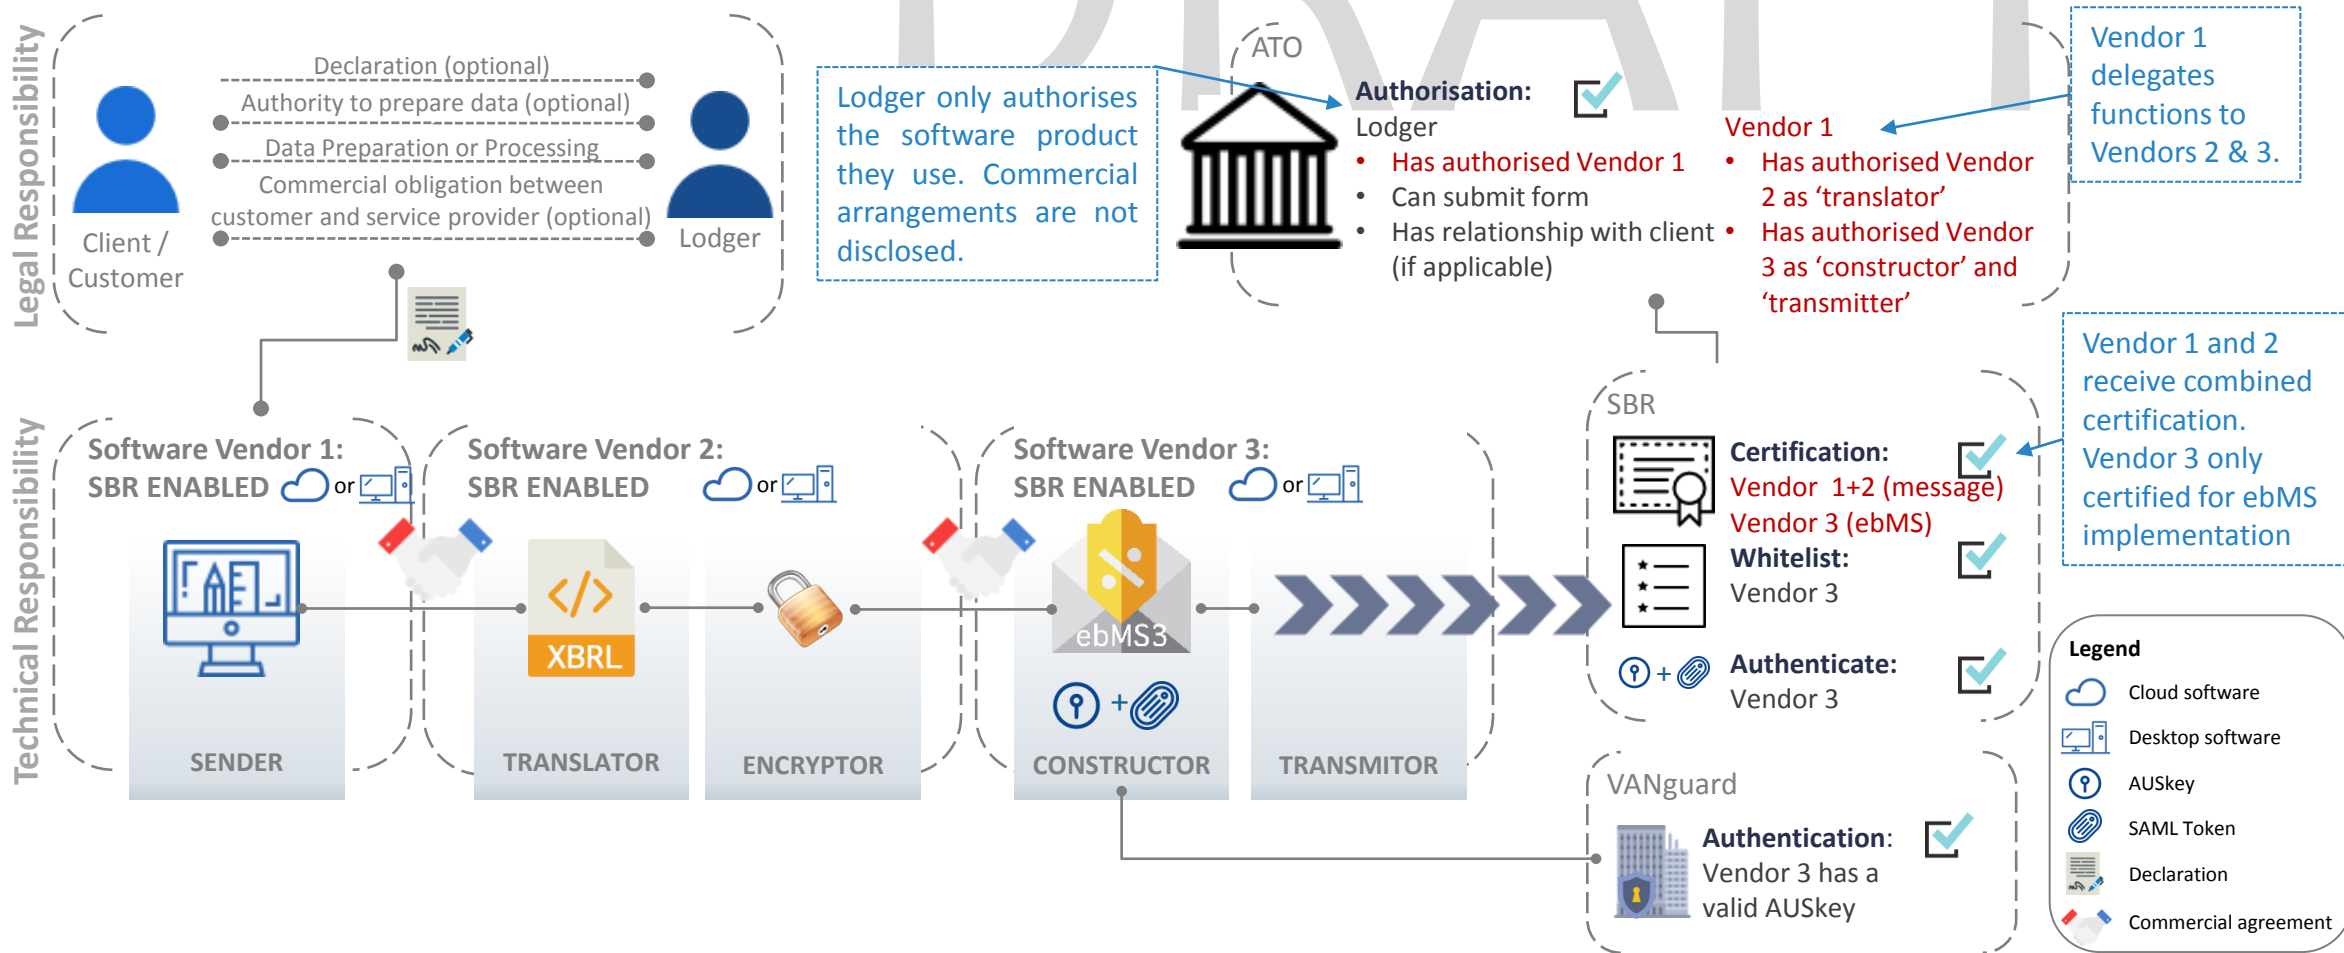 DRAFT
Legal Responsibility
Declaration (optional)
Authority to prepare data (optional)
Data Preparation or Processing
Commercial obligation between
customer and service provider (optional)
Client /
Customer
Lodger
Lodger only authorises
the software product
they use. Commercial
arrangements are not
disclosed.
ATO
Authorisation:
Lodger
• Has authorised Vendor 1
• Can submit form
• Has relationship with client
(if applicable)
Vendor 1
• Has authorised Vendor
2 as ‘translator’
• Has authorised Vendor
3 as ‘constructor’ and
‘transmitter’
Vendor 1
delegates
functions to
Vendors 2 & 3.
Technical Responsibility
Software Vendor 1:
SBR ENABLED
or
SENDER
Software Vendor 2:
SBR ENABLED
or
XBRL
TRANSLATOR
ENCRYPTOR
Software Vendor 3:
SBR ENABLED
or
ebMS3
+
CONSTRUCTOR
TRANSMITOR
SBR
Certification:
Vendor 1+2 (message)
Vendor 3 (ebMS)
Whitelist:
Vendor 3
+
Authenticate:
Vendor 3
Vendor 1 and 2
receive combined
certification.
Vendor 3 only
certified for ebMS
implementation
VANguard
Authentication:
Vendor 3 has a
valid AUSkey
Legend
Cloud software
Desktop software
AUSkey
SAML Token
Declaration
Commercial agreement